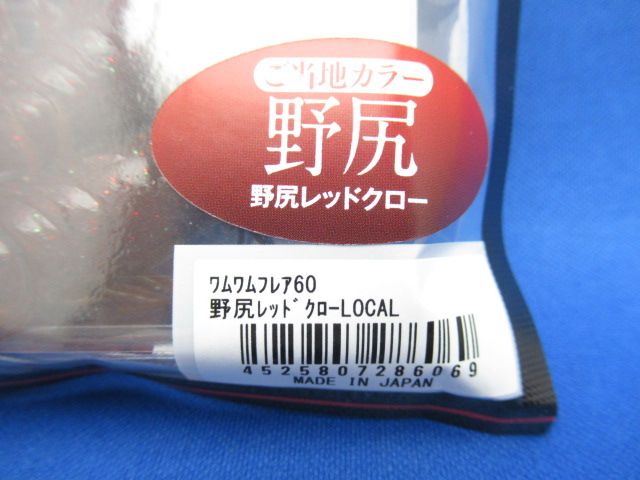 ご当地カラー
野尻
野尻レッドクロー
ﾜﾑﾜﾑﾌﾚｱ60
野尻ﾚｯﾄﾞｸﾛｰLOCAL
4525807286069
MADE IN JAPAN